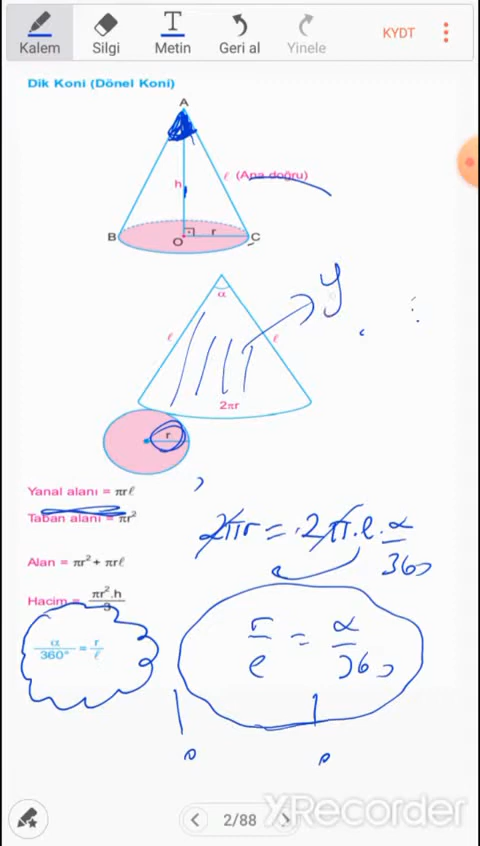 Kalem Silgi Metin Geri al Yinele KYDT
Dik Koni (Dönel Koni)
A
h
ℓ (Ana doğru)
B O r C
α
y
ℓ ℓ
2πr
r
Yanal alanı = πrℓ
Taban alanı = πr²
2πr = 2π.ℓ.α/360
Alan = πr² + πrℓ
Hacim = πr².h/3
α/360° = r/ℓ
r/ℓ = α/360
2/88
XRecorder